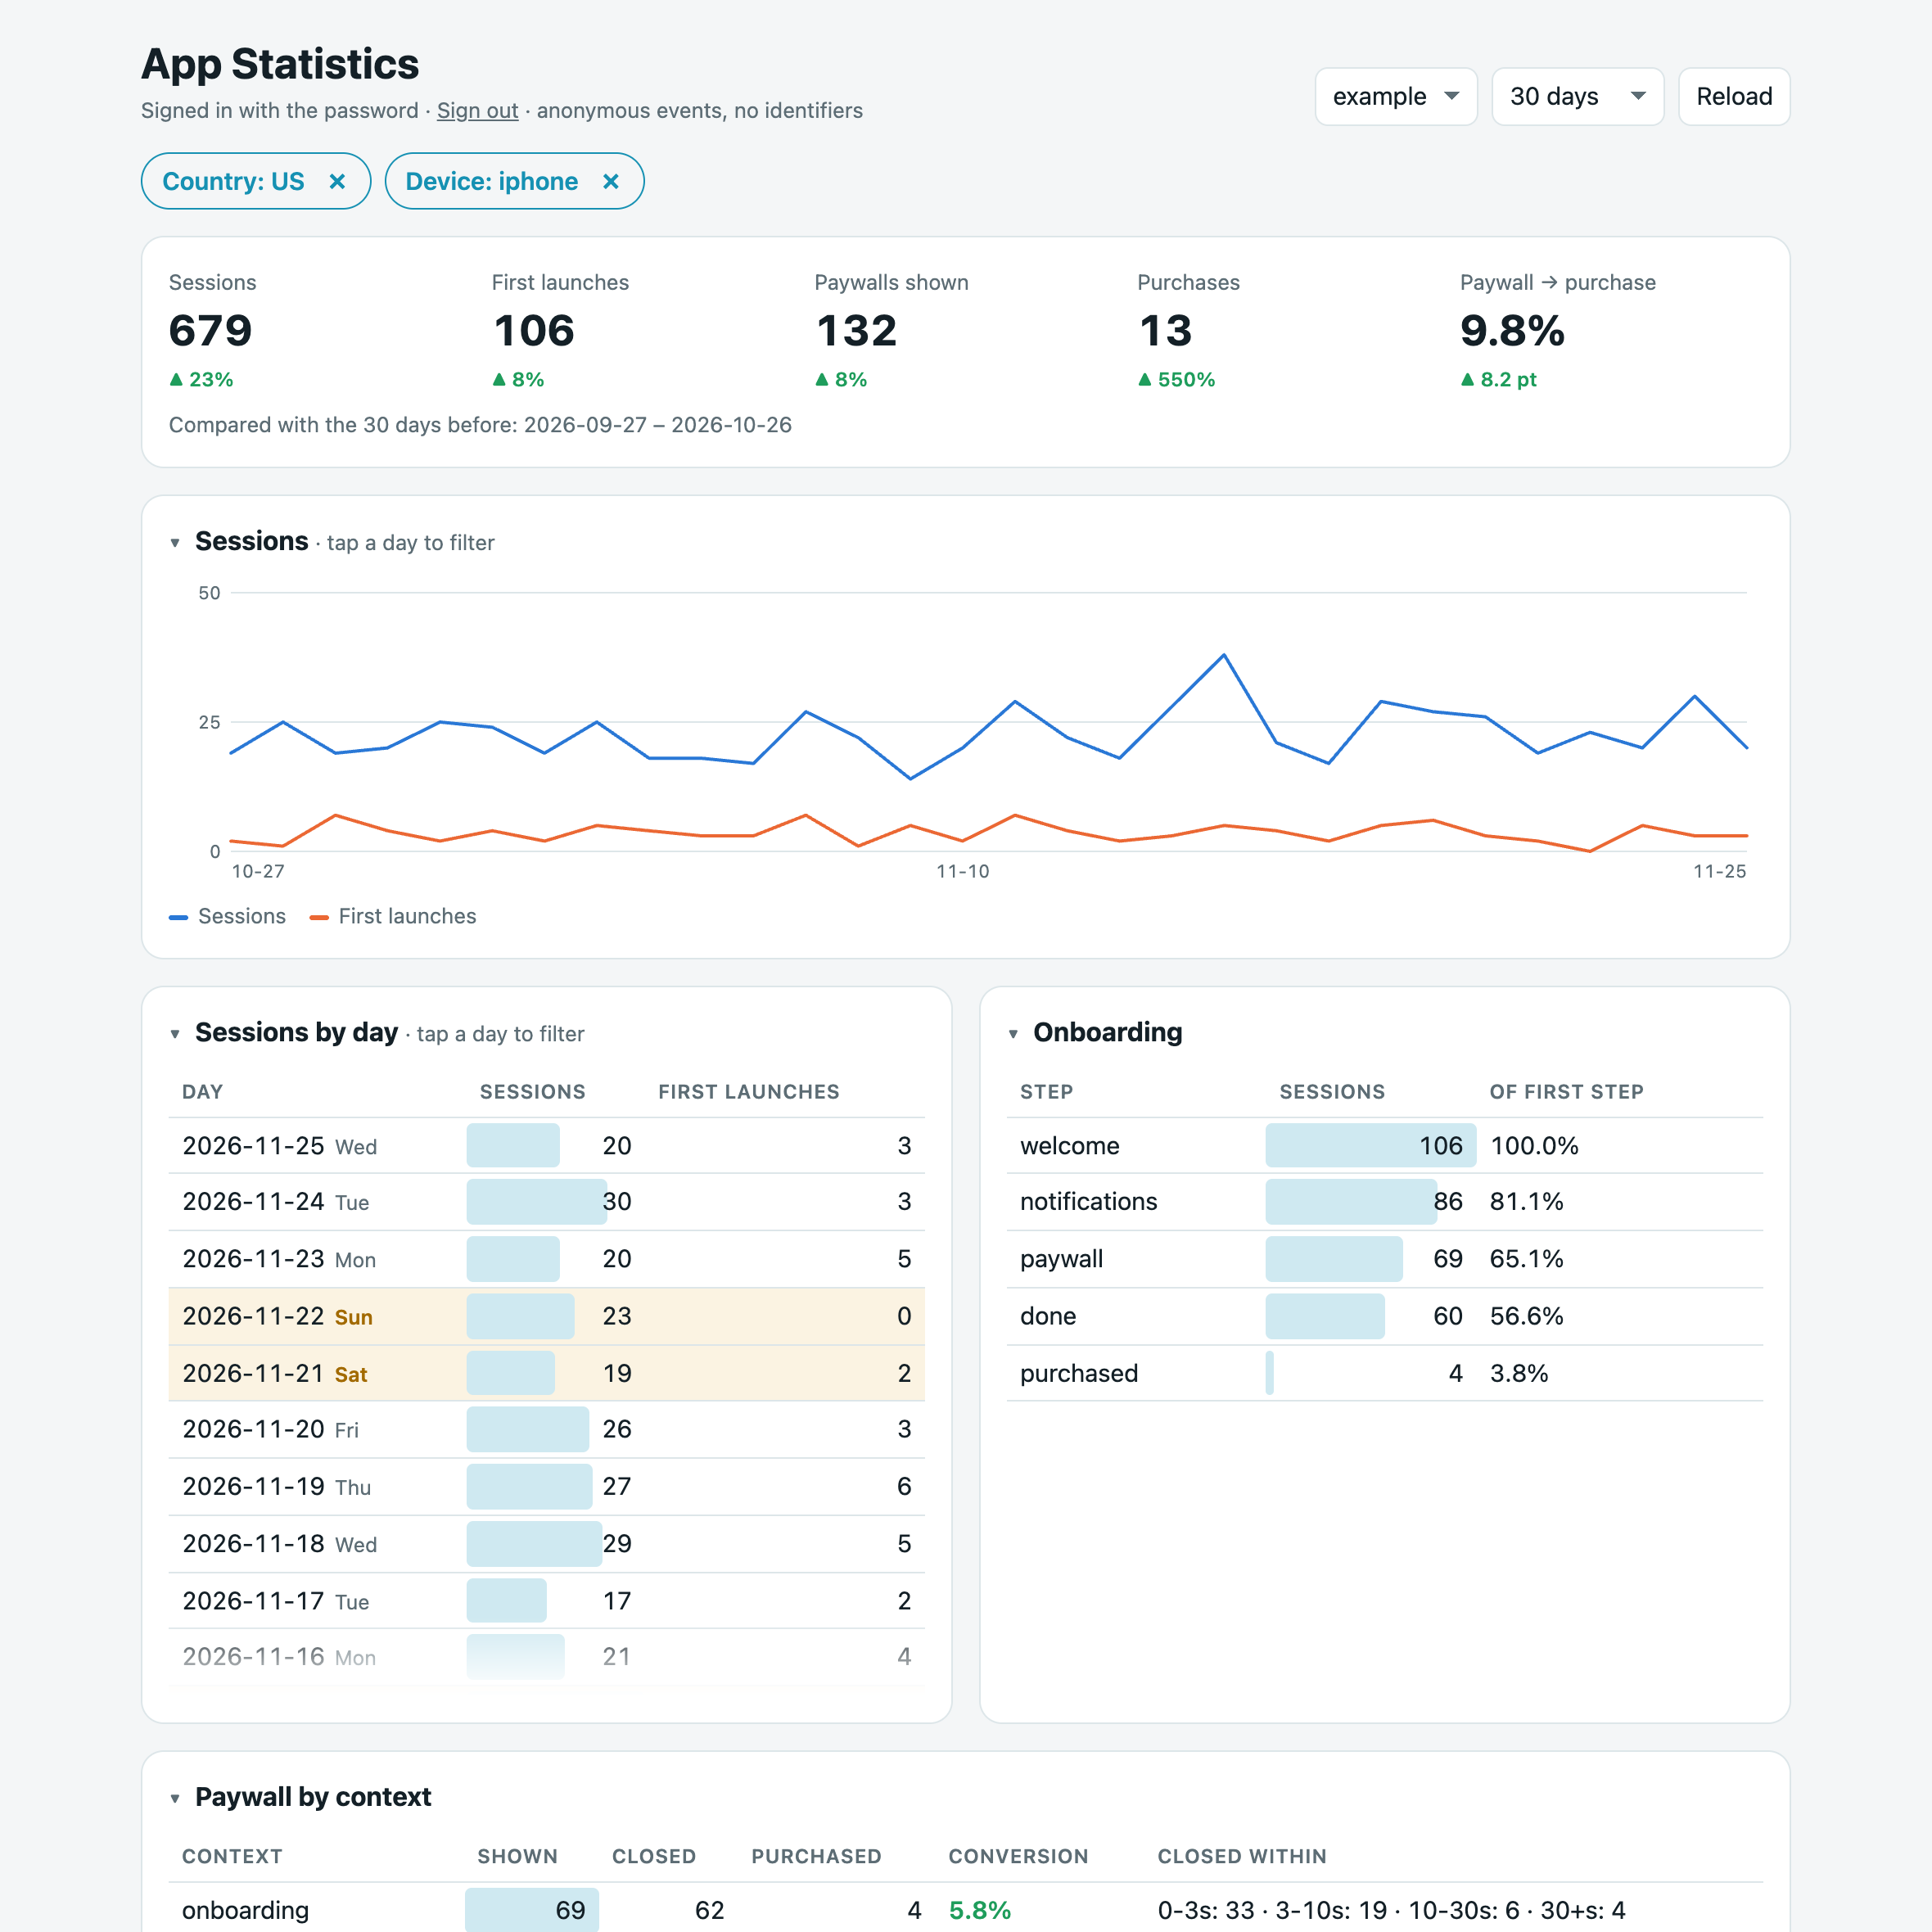 App Statistics
Signed in with the password · Sign out · anonymous events, no identifiers
example
30 days
Reload
Country: US ×
Device: iphone ×
Sessions
679
▲ 23%
First launches
106
▲ 8%
Paywalls shown
132
▲ 8%
Purchases
13
▲ 550%
Paywall → purchase
9.8%
▲ 8.2 pt
Compared with the 30 days before: 2026-09-27 – 2026-10-26
▼ Sessions · tap a day to filter
50
25
0
10-27
11-10
11-25
Sessions
First launches
▼ Sessions by day · tap a day to filter
DAY SESSIONS FIRST LAUNCHES
2026-11-25 Wed 20 3
2026-11-24 Tue 30 3
2026-11-23 Mon 20 5
2026-11-22 Sun 23 0
2026-11-21 Sat 19 2
2026-11-20 Fri 26 3
2026-11-19 Thu 27 6
2026-11-18 Wed 29 5
2026-11-17 Tue 17 2
2026-11-16 Mon 21 4
▼ Onboarding
STEP SESSIONS OF FIRST STEP
welcome 106 100.0%
notifications 86 81.1%
paywall 69 65.1%
done 60 56.6%
purchased 4 3.8%
▼ Paywall by context
CONTEXT SHOWN CLOSED PURCHASED CONVERSION CLOSED WITHIN
onboarding 69 62 4 5.8% 0-3s: 33 · 3-10s: 19 · 10-30s: 6 · 30+s: 4